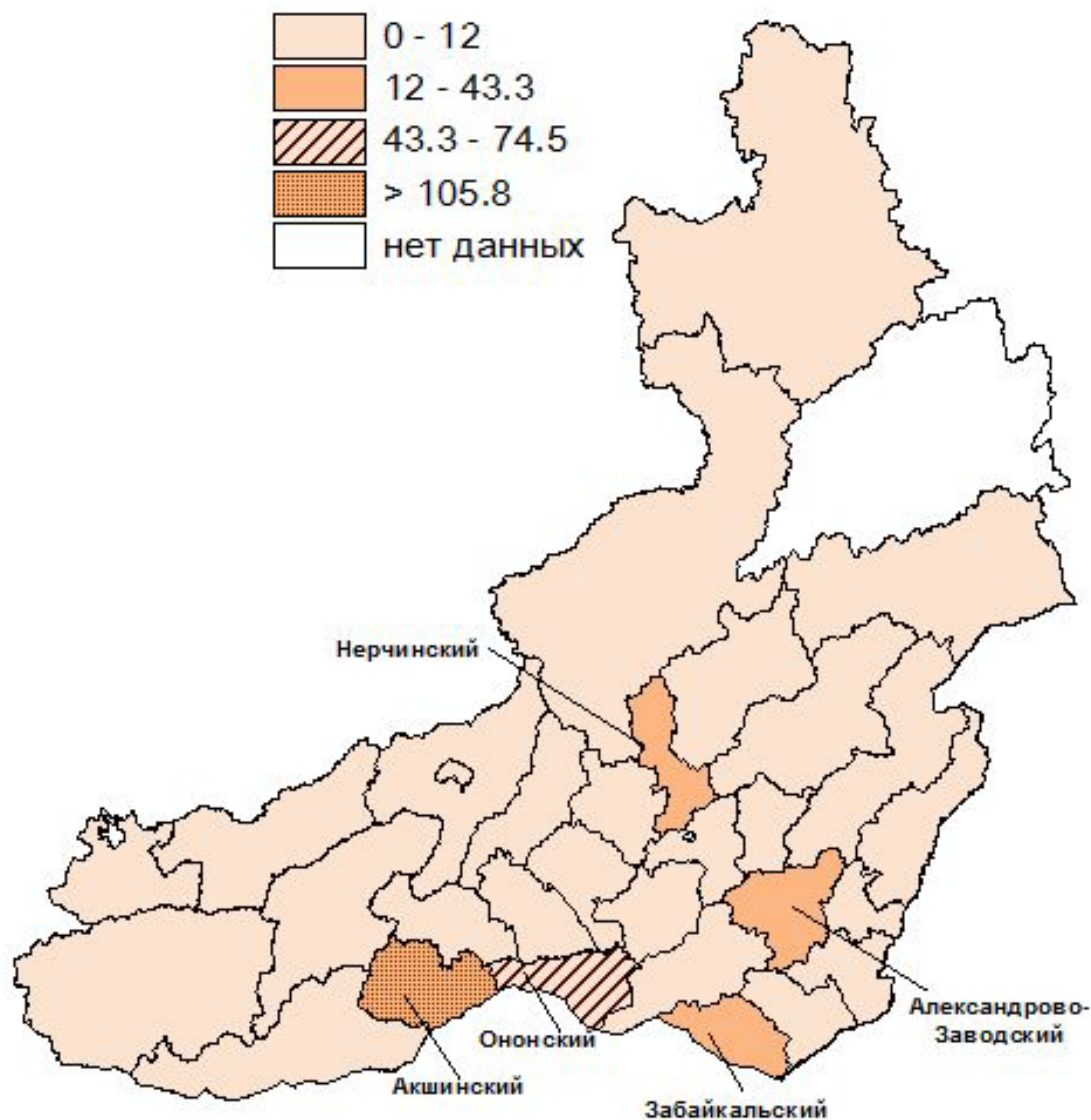 0 - 12
12 - 43.3
43.3 - 74.5
> 105.8
нет данных
Нерчинский
Александрово-
Заводский
Ононский
Акшинский
Забайкальский